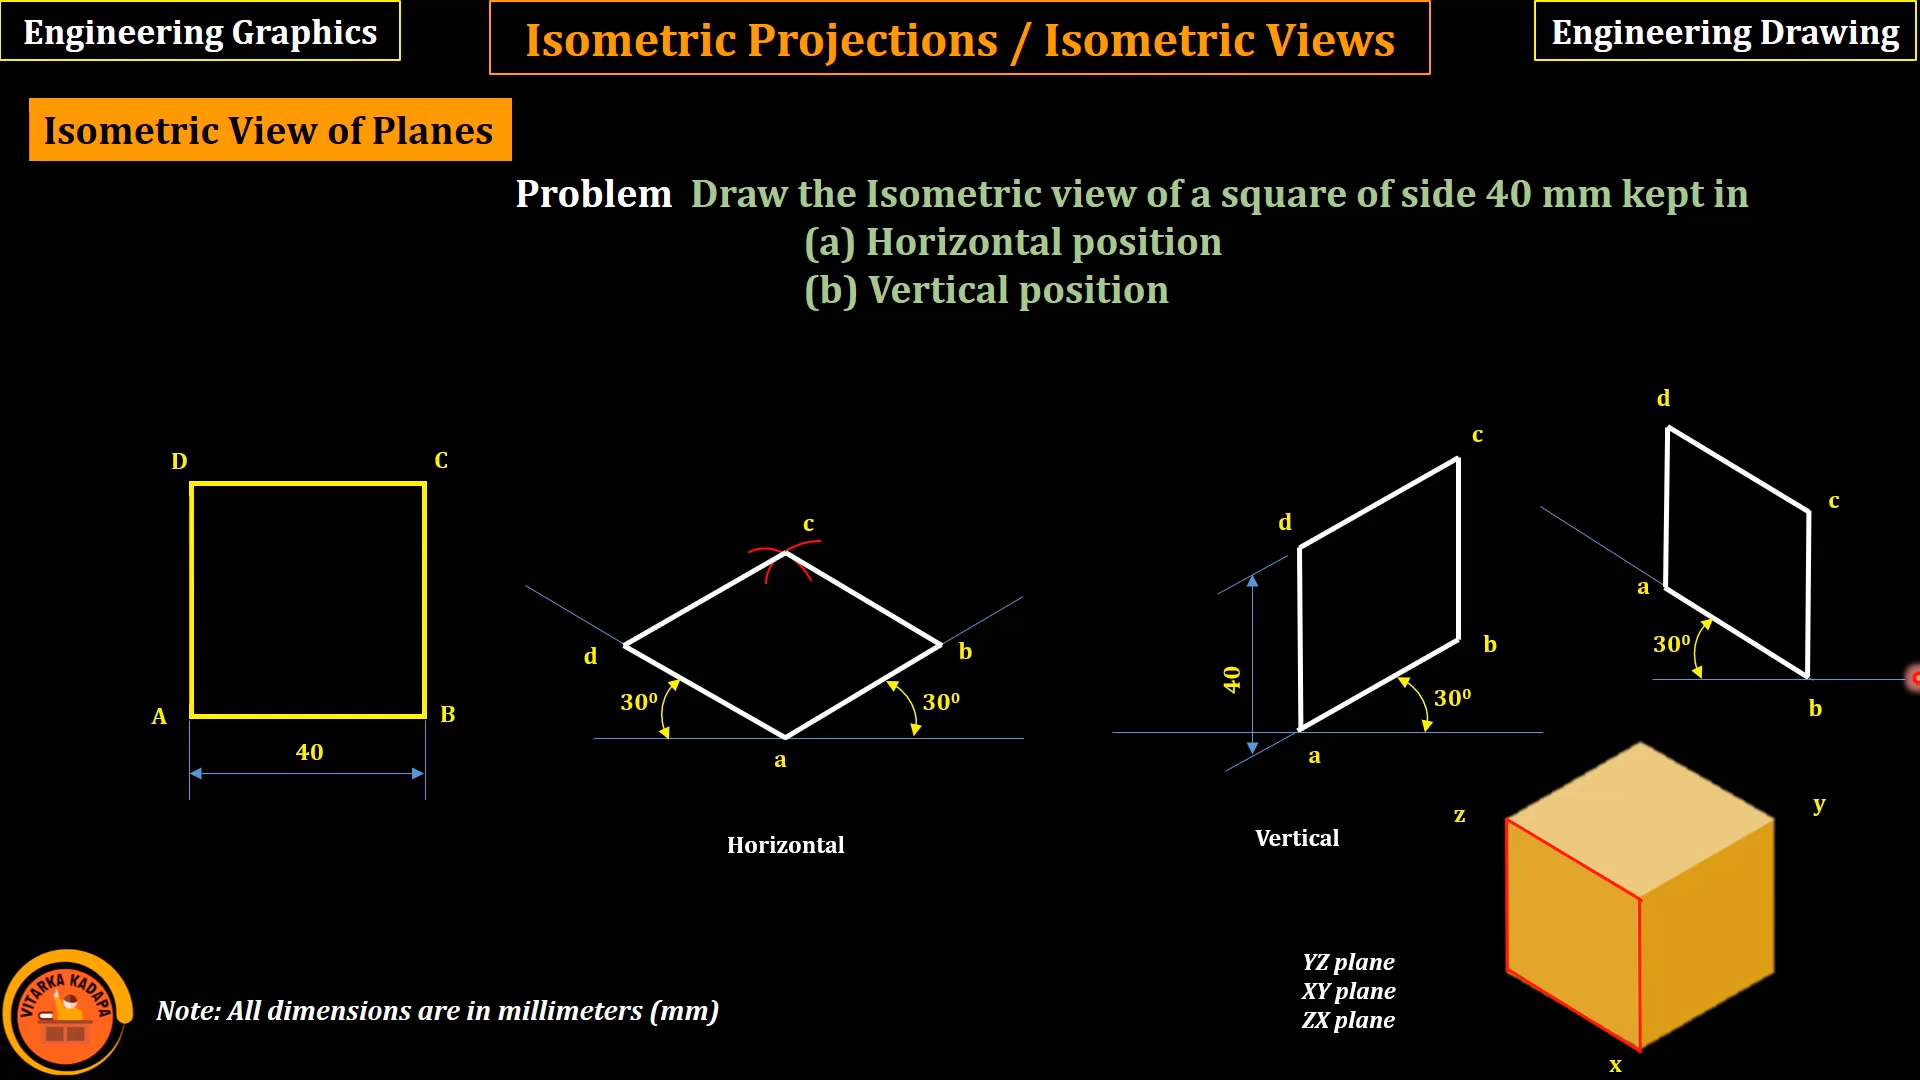 Engineering Graphics
Isometric Projections / Isometric Views
Engineering Drawing
Isometric View of Planes
Problem Draw the Isometric view of a square of side 40 mm kept in
(a) Horizontal position
(b) Vertical position
D
C
A
B
40
c
d
b
30⁰
30⁰
a
Horizontal
c
d
40
b
30⁰
a
Vertical
d
c
a
30⁰
b
z
y
x
YZ plane
XY plane
ZX plane
VITARKA KADAPA
Note: All dimensions are in millimeters (mm)